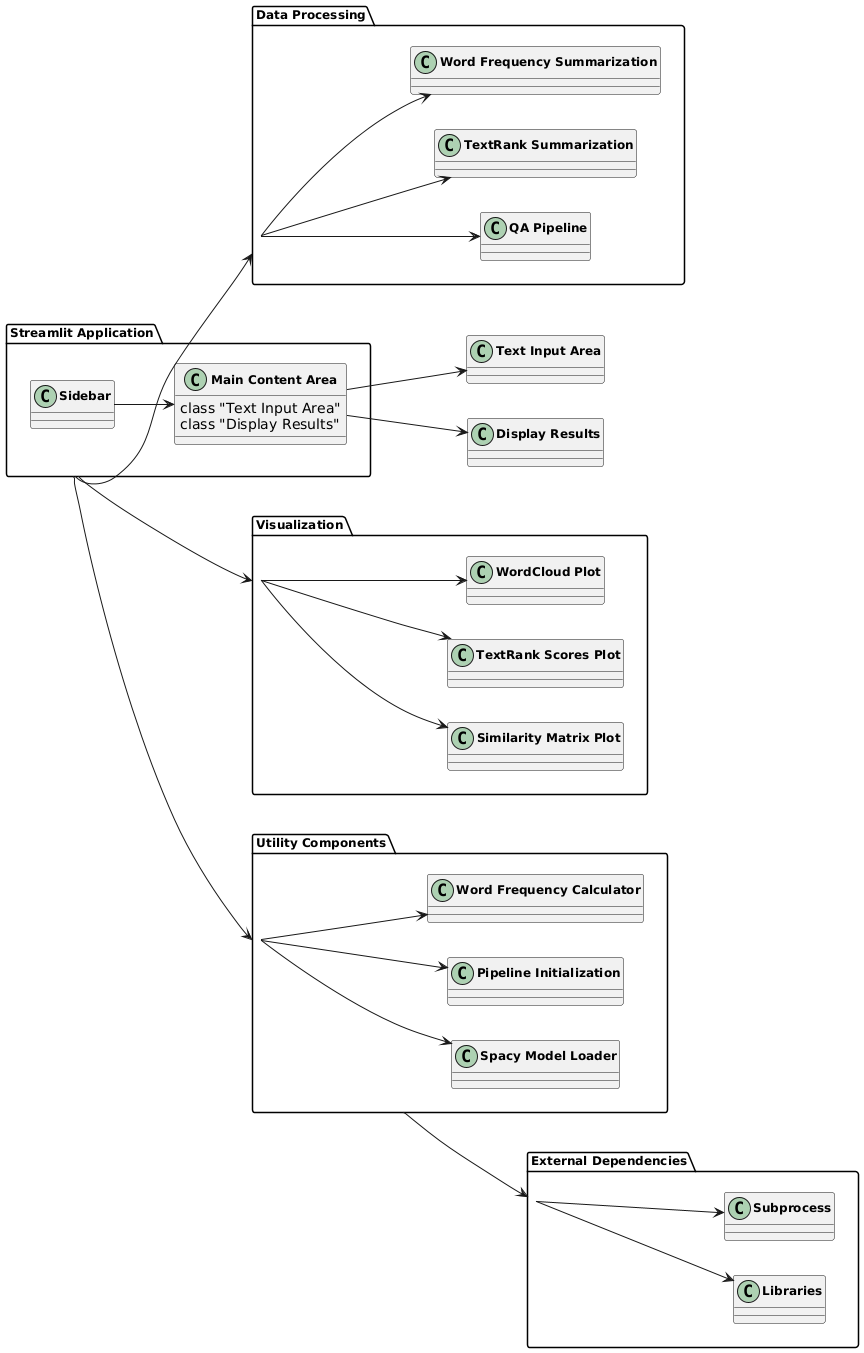 Data Processing
C Word Frequency Summarization
C TextRank Summarization
C QA Pipeline
Streamlit Application
C Sidebar
C Main Content Area
class "Text Input Area"
class "Display Results"
C Text Input Area
C Display Results
Visualization
C WordCloud Plot
C TextRank Scores Plot
C Similarity Matrix Plot
Utility Components
C Word Frequency Calculator
C Pipeline Initialization
C Spacy Model Loader
External Dependencies
C Subprocess
C Libraries